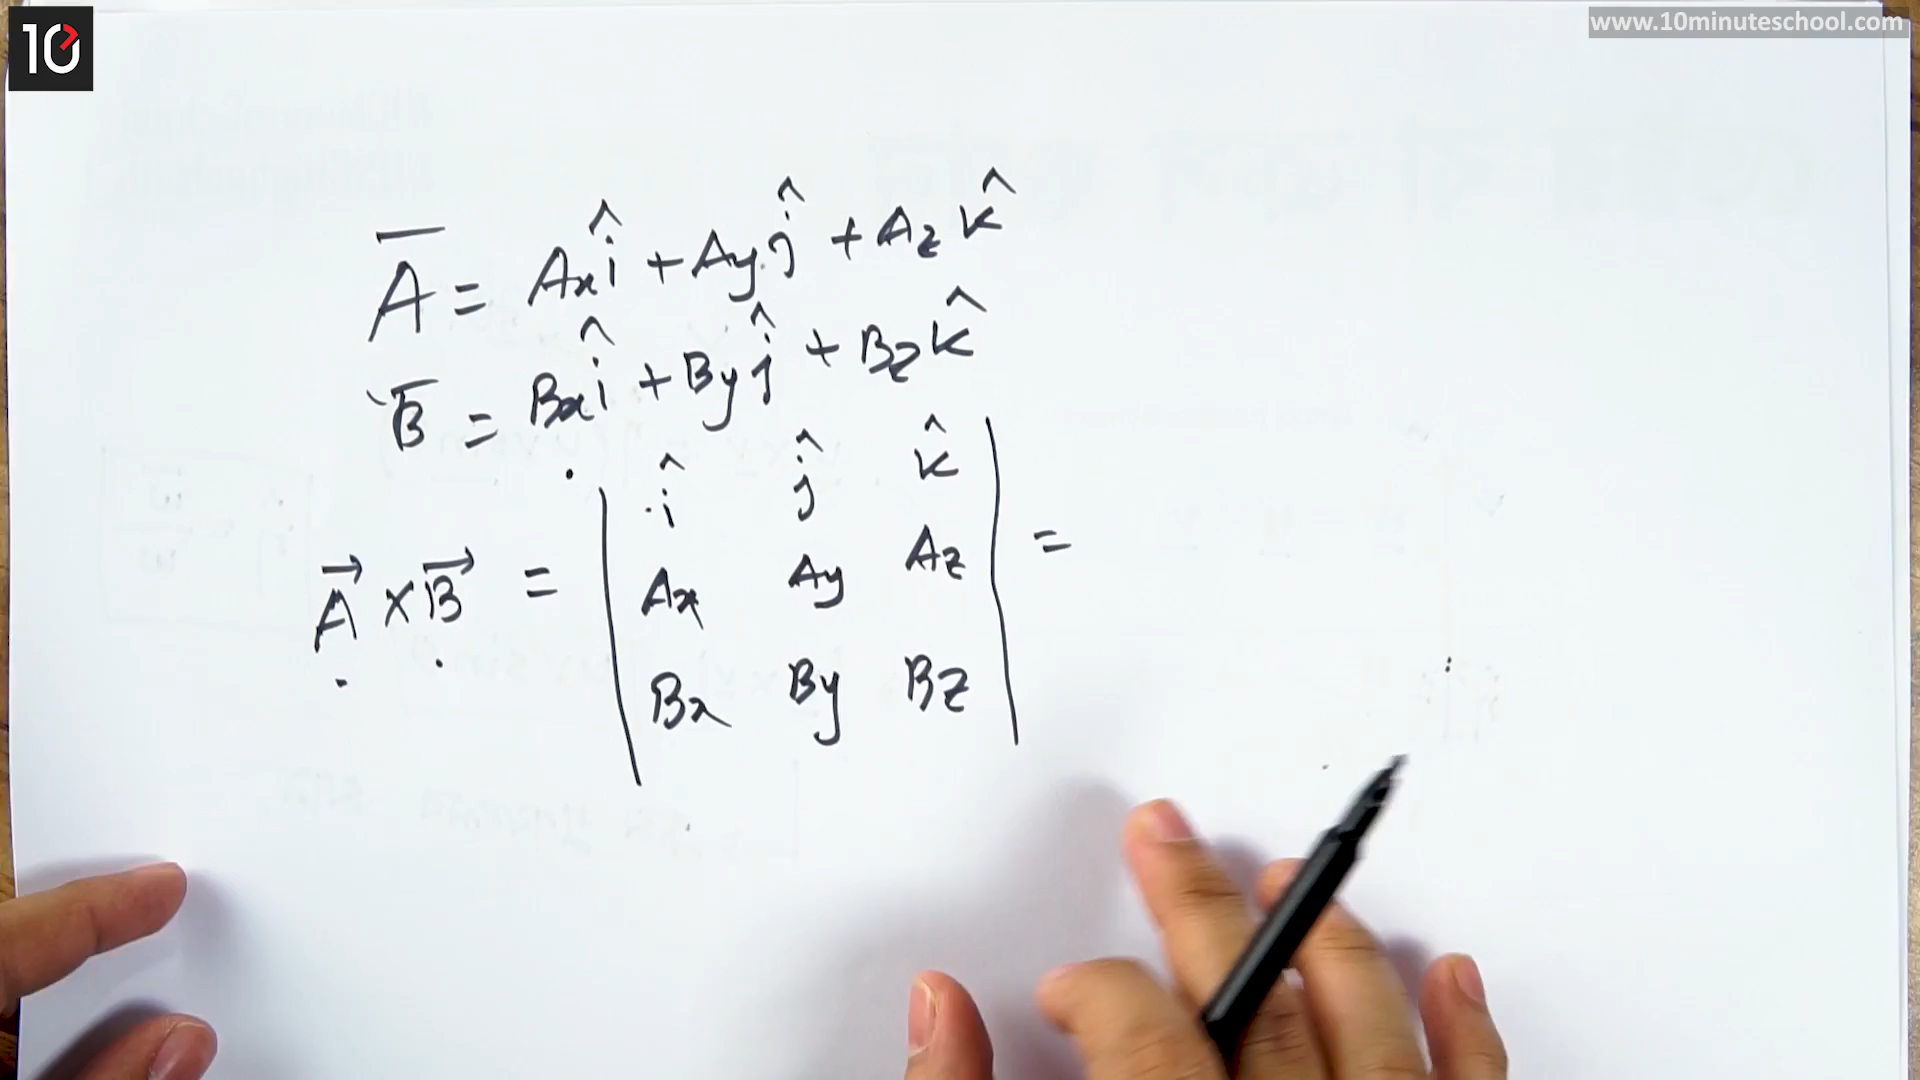 10
www.10minuteschool.com
A̅ = Axî + Ayĵ + Azk̂
B̅ = Bxî + Byĵ + Bzk̂
î ĵ k̂
A⃗ × B⃗ = | Ax Ay Az | =
Bx By Bz